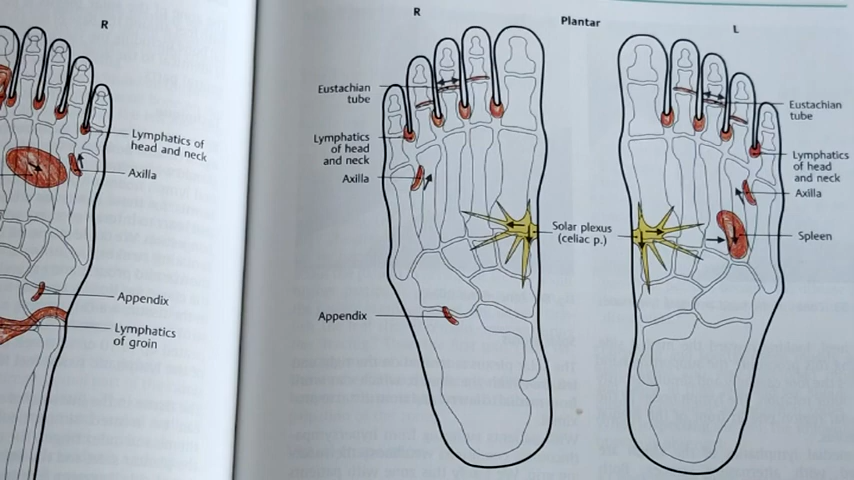 R
Lymphatics of
head and neck
Axilla
Appendix
Lymphatics
of groin
R
Plantar
L
Eustachian
tube
Lymphatics
of head
and neck
Axilla
Solar plexus
(celiac p.)
Appendix
Eustachian
tube
Lymphatics
of head
and neck
Axilla
Spleen